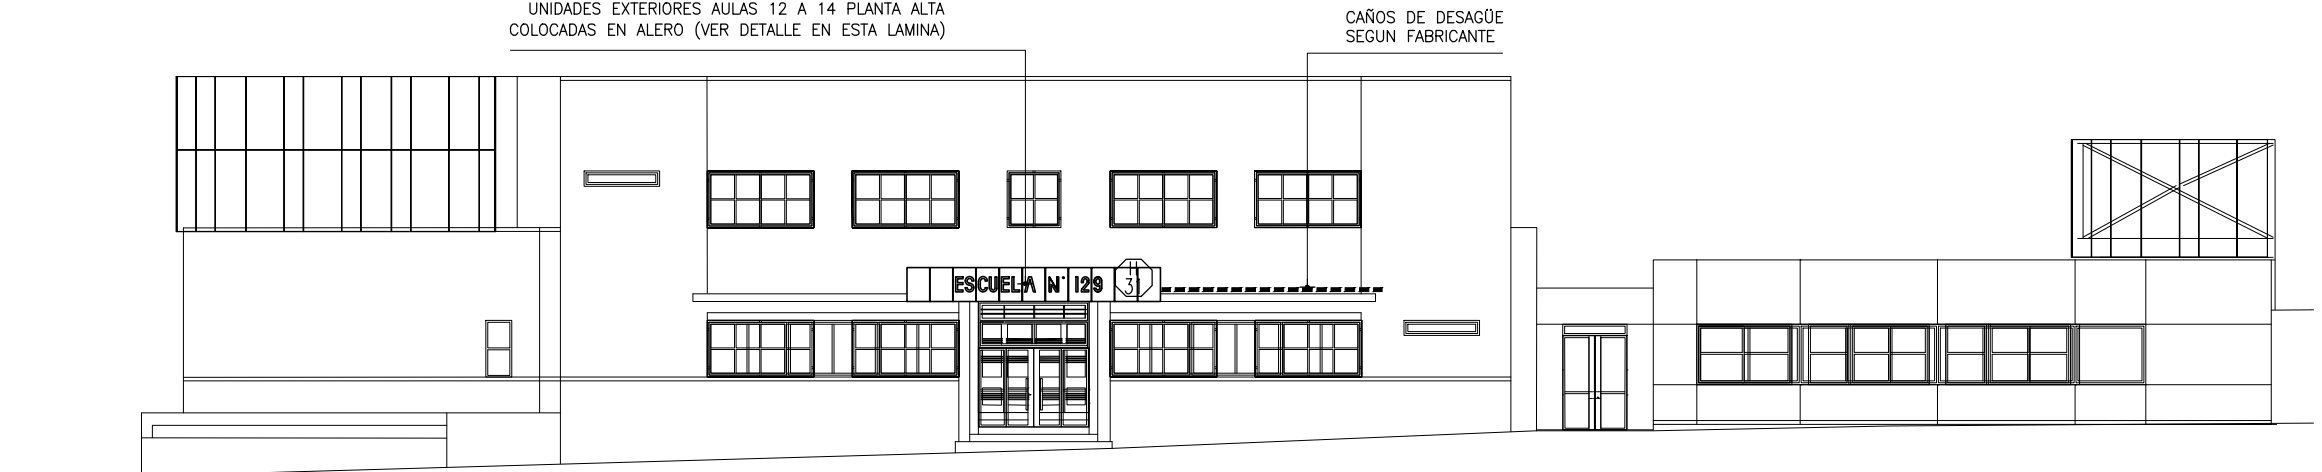 UNIDADES EXTERIORES AULAS 12 A 14 PLANTA ALTA
COLOCADAS EN ALERO (VER DETALLE EN ESTA LAMINA)
CAÑOS DE DESAGÜE
SEGUN FABRICANTE
ESCUELA N° 129